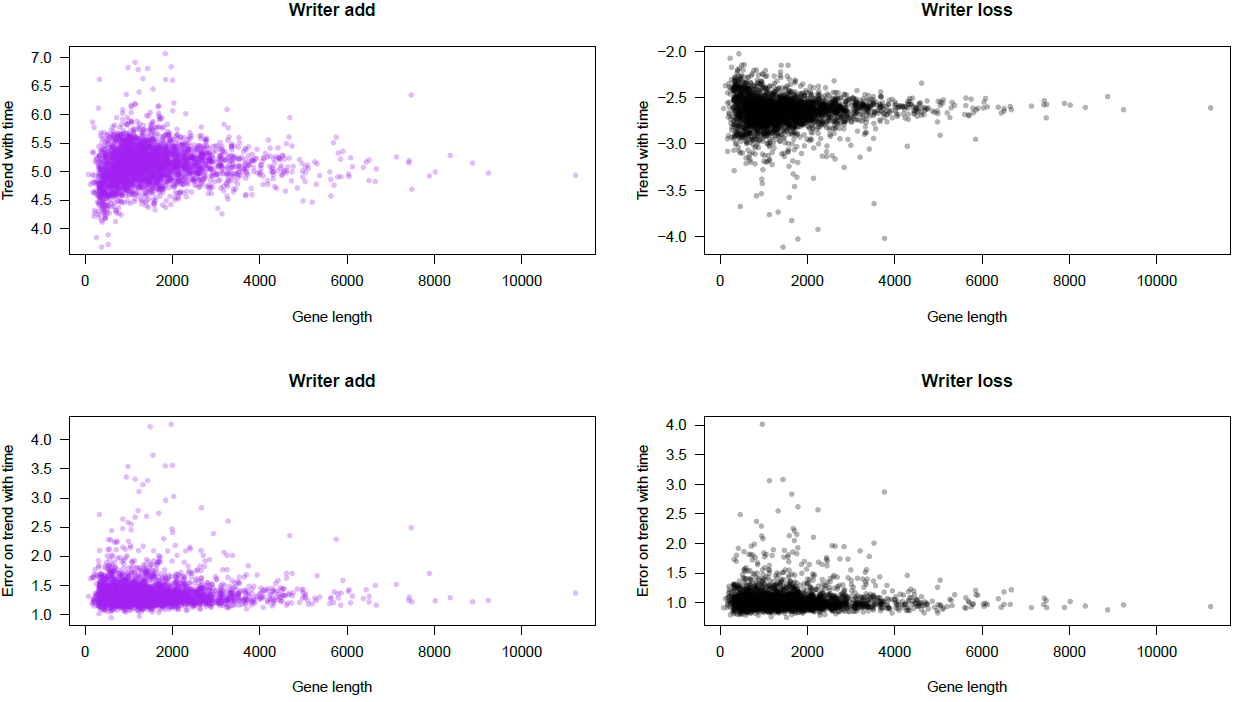 Writer add
Trend with time
7.0
6.5
6.0
5.5
5.0
4.5
4.0
0 2000 4000 6000 8000 10000
Gene length
Writer loss
Trend with time
−2.0
−2.5
−3.0
−3.5
−4.0
0 2000 4000 6000 8000 10000
Gene length
Writer add
Error on trend with time
4.0
3.5
3.0
2.5
2.0
1.5
1.0
0 2000 4000 6000 8000 10000
Gene length
Writer loss
Error on trend with time
4.0
3.5
3.0
2.5
2.0
1.5
1.0
0 2000 4000 6000 8000 10000
Gene length